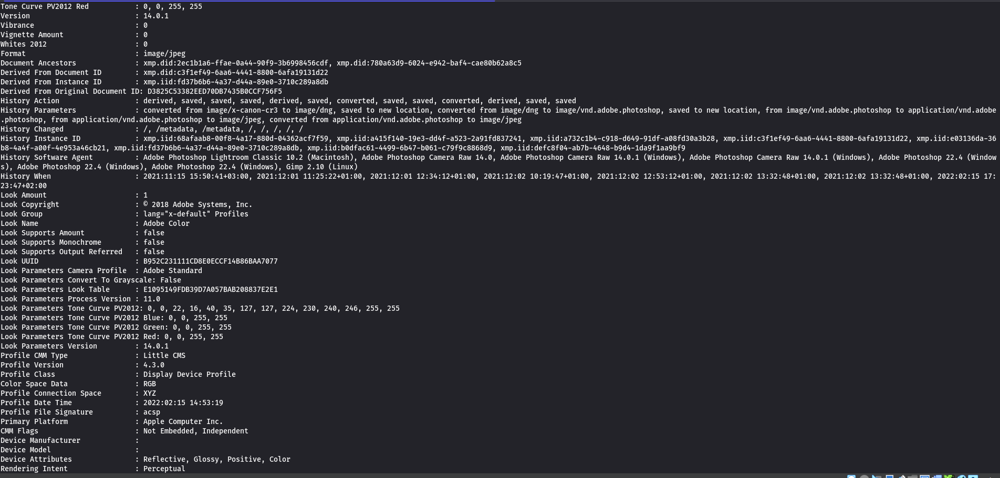 Tone Curve PV2012 Red           : 0, 0, 255, 255
Version                         : 14.0.1
Vibrance                        : 0
Vignette Amount                 : 0
Whites 2012                     : 0
Format                          : image/jpeg
Document Ancestors              : xmp.did:2ec1b1a6-ffae-0a44-90f9-3b6998456cdf, xmp.did:780a63d9-6024-e942-baf4-cae80b62a8c5
Derived From Document ID        : xmp.did:c3f1ef49-6aa6-4441-8800-6afa19131d22
Derived From Instance ID        : xmp.iid:fd37b6b6-4a37-d44a-89e0-3710c289a8db
Derived From Original Document ID: D3825C53382EED70DB7435B0CCF756F5
History Action                  : derived, saved, saved, saved, derived, saved, converted, saved, saved, converted, derived, saved, saved
History Parameters              : converted from image/x-canon-cr3 to image/dng, saved to new location, converted from image/dng to image/vnd.adobe.photoshop, saved to new location, from image/vnd.adobe.photoshop to application/vnd.adobe
.photoshop, from application/vnd.adobe.photoshop to image/jpeg, converted from application/vnd.adobe.photoshop to image/jpeg
History Changed                 : /, /metadata, /metadata, /, /, /, /, /
History Instance ID             : xmp.iid:68afaab8-00f8-4a17-880d-04362acf7f59, xmp.iid:a415f140-19e3-dd4f-a523-2a91fd837241, xmp.iid:a732c1b4-c918-d649-91df-a08fd30a3b28, xmp.iid:c3f1ef49-6aa6-4441-8800-6afa19131d22, xmp.iid:e03136da-36
b8-4a4f-a00f-4e953a46cb21, xmp.iid:fd37b6b6-4a37-d44a-89e0-3710c289a8db, xmp.iid:b0dfac61-4499-6b47-b061-c79f9c8868d9, xmp.iid:defc8f04-ab7b-4648-b9d4-1da9f1aa9bf9
History Software Agent          : Adobe Photoshop Lightroom Classic 10.2 (Macintosh), Adobe Photoshop Camera Raw 14.0, Adobe Photoshop Camera Raw 14.0.1 (Windows), Adobe Photoshop Camera Raw 14.0.1 (Windows), Adobe Photoshop 22.4 (Window
s), Adobe Photoshop 22.4 (Windows), Adobe Photoshop 22.4 (Windows), Gimp 2.10 (Linux)
History When                    : 2021:11:15 15:50:41+03:00, 2021:12:01 11:25:22+01:00, 2021:12:01 12:34:12+01:00, 2021:12:02 10:19:47+01:00, 2021:12:02 12:53:12+01:00, 2021:12:02 13:32:48+01:00, 2021:12:02 13:32:48+01:00, 2022:02:15 17:
23:47+02:00
Look Amount                     : 1
Look Copyright                  : © 2018 Adobe Systems, Inc.
Look Group                      : lang="x-default" Profiles
Look Name                       : Adobe Color
Look Supports Amount            : false
Look Supports Monochrome        : false
Look Supports Output Referred   : false
Look UUID                       : B952C231111CD8E0ECCF14B86BAA7077
Look Parameters Camera Profile  : Adobe Standard
Look Parameters Convert To Grayscale: False
Look Parameters Look Table      : E1095149FDB39D7A057BAB208837E2E1
Look Parameters Process Version : 11.0
Look Parameters Tone Curve PV2012: 0, 0, 22, 16, 40, 35, 127, 127, 224, 230, 240, 246, 255, 255
Look Parameters Tone Curve PV2012 Blue: 0, 0, 255, 255
Look Parameters Tone Curve PV2012 Green: 0, 0, 255, 255
Look Parameters Tone Curve PV2012 Red: 0, 0, 255, 255
Look Parameters Version         : 14.0.1
Profile CMM Type                : Little CMS
Profile Version                 : 4.3.0
Profile Class                   : Display Device Profile
Color Space Data                : RGB
Profile Connection Space        : XYZ
Profile Date Time               : 2022:02:15 14:53:19
Profile File Signature          : acsp
Primary Platform                : Apple Computer Inc.
CMM Flags                       : Not Embedded, Independent
Device Manufacturer             :
Device Model                    :
Device Attributes               : Reflective, Glossy, Positive, Color
Rendering Intent                : Perceptual